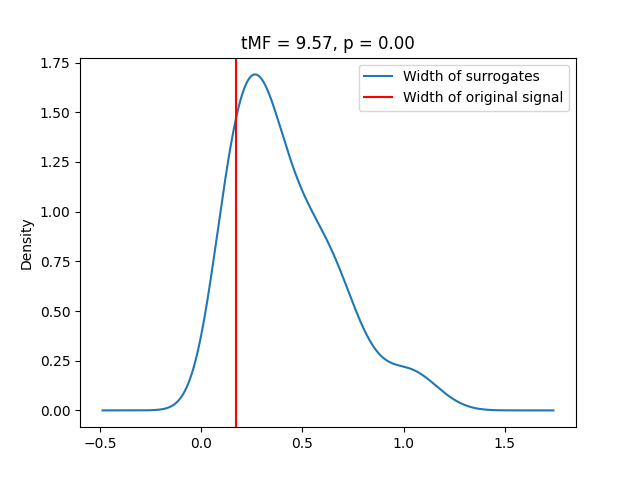 tMF = 9.57, p = 0.00
Width of surrogates
Width of original signal
Density
1.75
1.50
1.25
1.00
0.75
0.50
0.25
0.00
−0.5 0.0 0.5 1.0 1.5